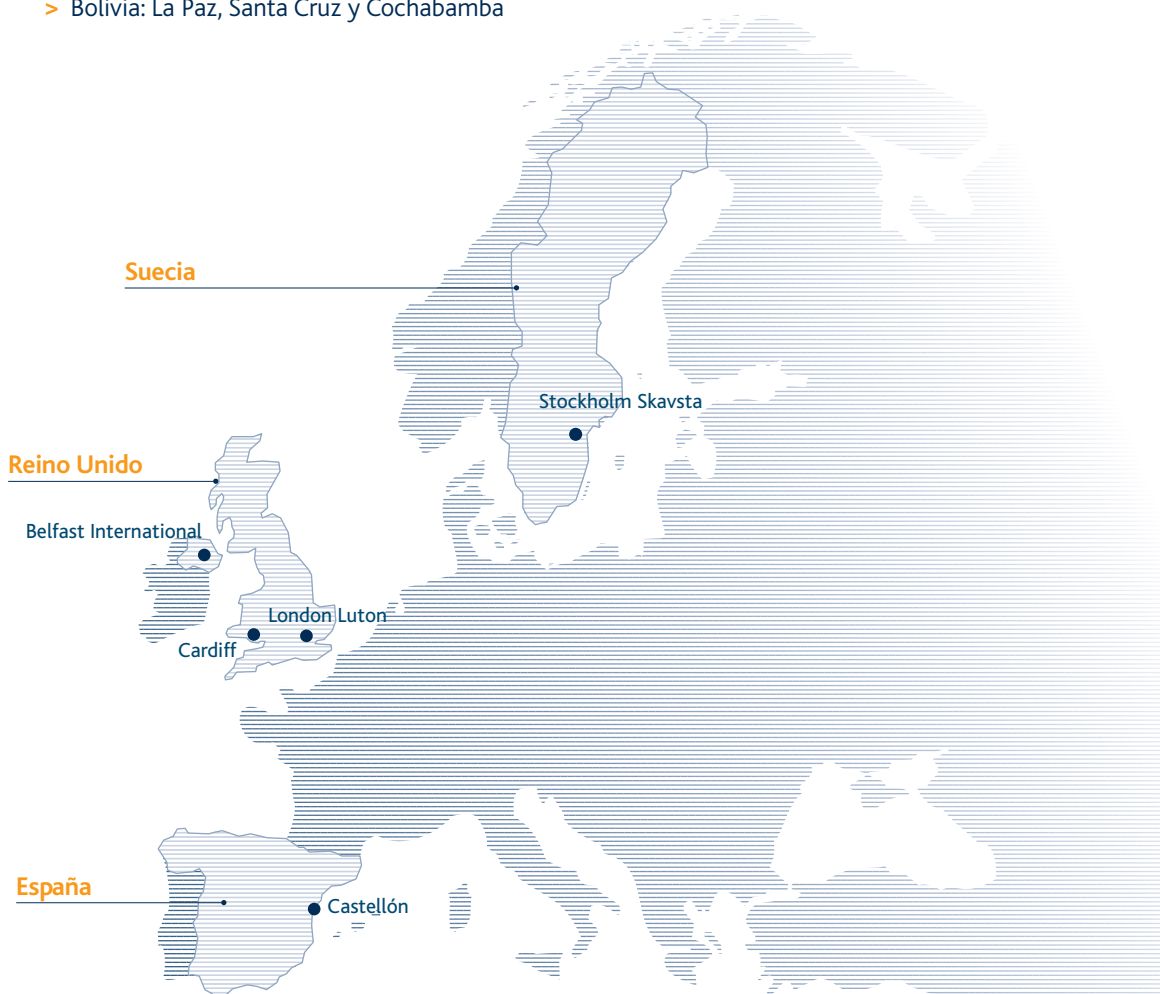 > Bolivia: La Paz, Santa Cruz y Cochabamba
Suecia
Stockholm Skavsta
Reino Unido
Belfast International
London Luton
Cardiff
España
Castellón